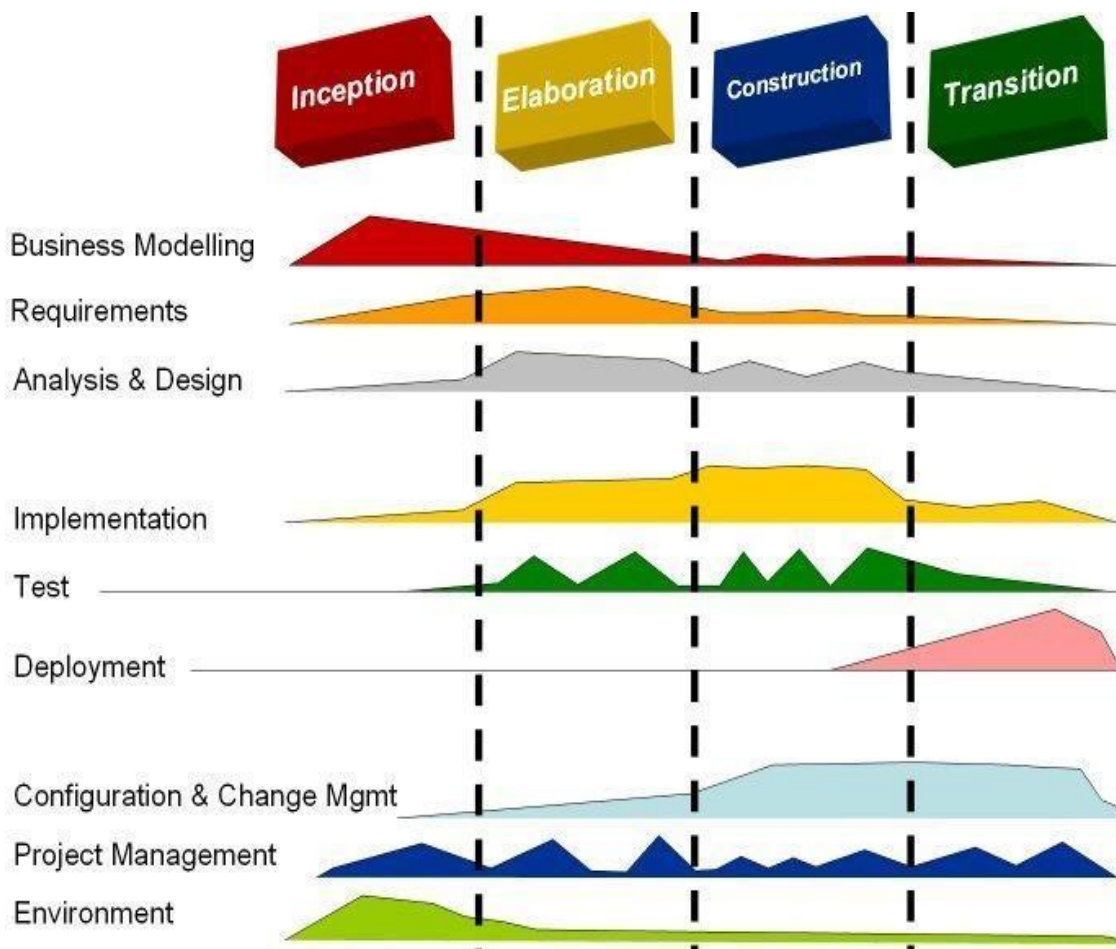 Inception
Elaboration
Construction
Transition
Business Modelling
Requirements
Analysis & Design
Implementation
Test
Deployment
Configuration & Change Mgmt
Project Management
Environment